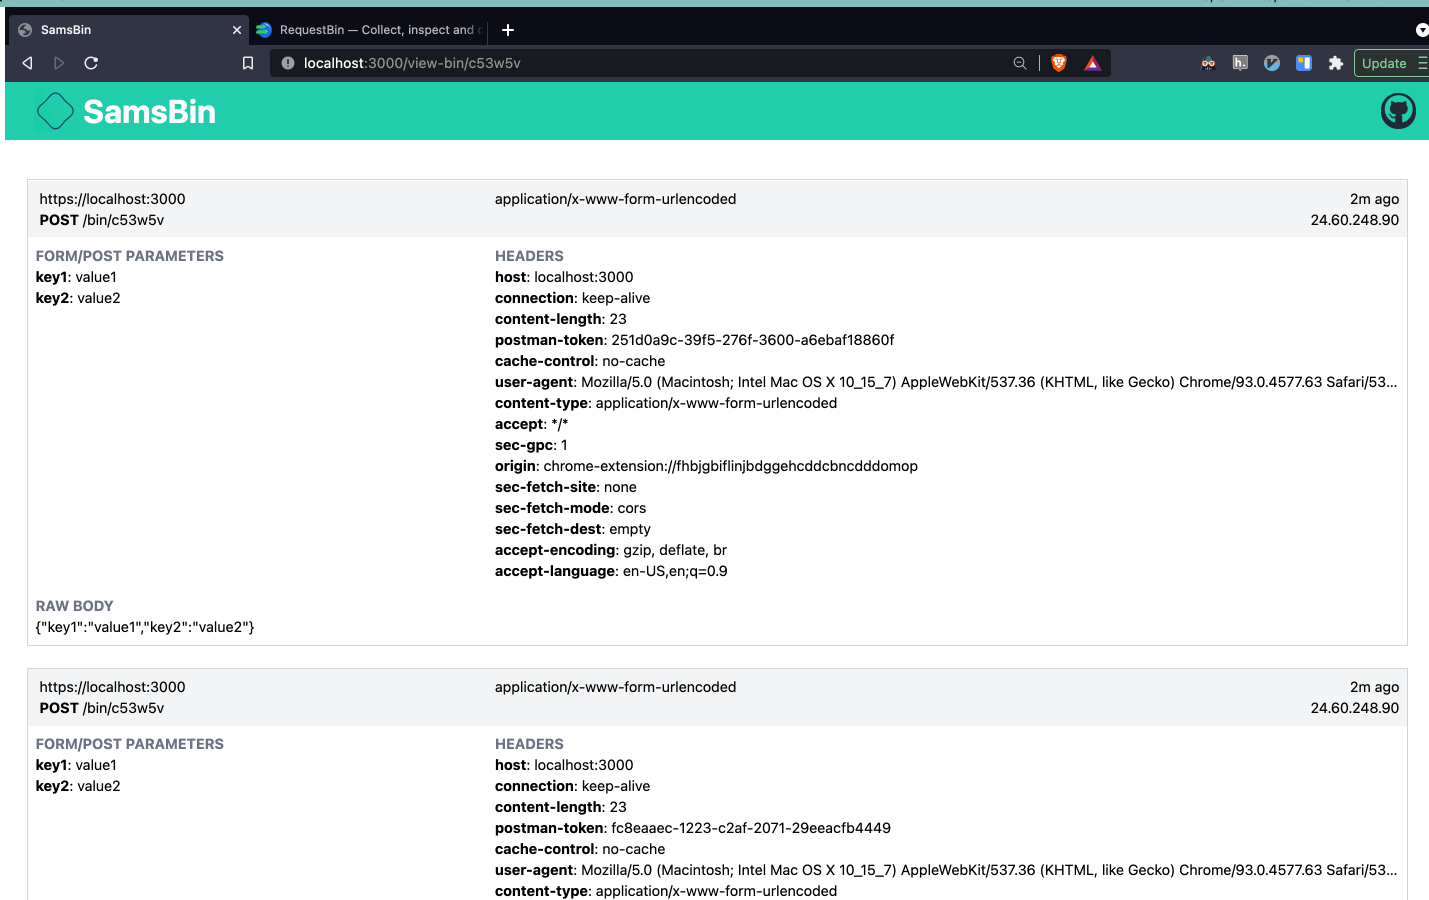 SamsBin
RequestBin — Collect, inspect and
localhost:3000/view-bin/c53w5v
h.
Update
SamsBin
https://localhost:3000 application/x-www-form-urlencoded 2m ago
POST /bin/c53w5v 24.60.248.90
FORM/POST PARAMETERS
key1: value1
key2: value2
HEADERS
host: localhost:3000
connection: keep-alive
content-length: 23
postman-token: 251d0a9c-39f5-276f-3600-a6ebaf18860f
cache-control: no-cache
user-agent: Mozilla/5.0 (Macintosh; Intel Mac OS X 10_15_7) AppleWebKit/537.36 (KHTML, like Gecko) Chrome/93.0.4577.63 Safari/53...
content-type: application/x-www-form-urlencoded
accept: */*
sec-gpc: 1
origin: chrome-extension://fhbjgbiflinjbdggehcddcbncdddomop
sec-fetch-site: none
sec-fetch-mode: cors
sec-fetch-dest: empty
accept-encoding: gzip, deflate, br
accept-language: en-US,en;q=0.9
RAW BODY
{"key1":"value1","key2":"value2"}
https://localhost:3000 application/x-www-form-urlencoded 2m ago
POST /bin/c53w5v 24.60.248.90
FORM/POST PARAMETERS
key1: value1
key2: value2
HEADERS
host: localhost:3000
connection: keep-alive
content-length: 23
postman-token: fc8eaaec-1223-c2af-2071-29eeacfb4449
cache-control: no-cache
user-agent: Mozilla/5.0 (Macintosh; Intel Mac OS X 10_15_7) AppleWebKit/537.36 (KHTML, like Gecko) Chrome/93.0.4577.63 Safari/53...
content-type: application/x-www-form-urlencoded